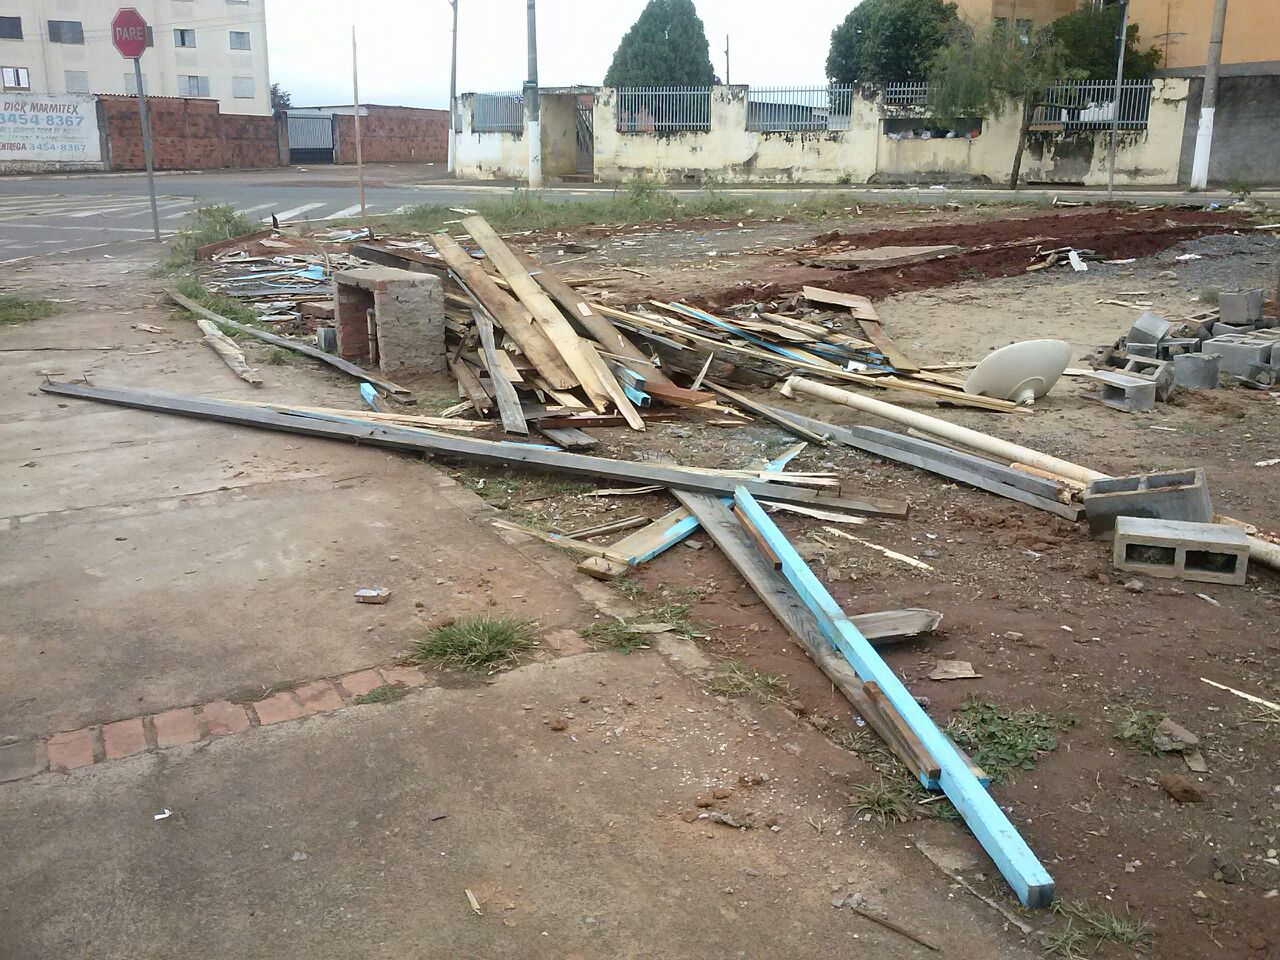 PARE
DISK MARMITEX
3454-8367
ENTREGA 3454-8367